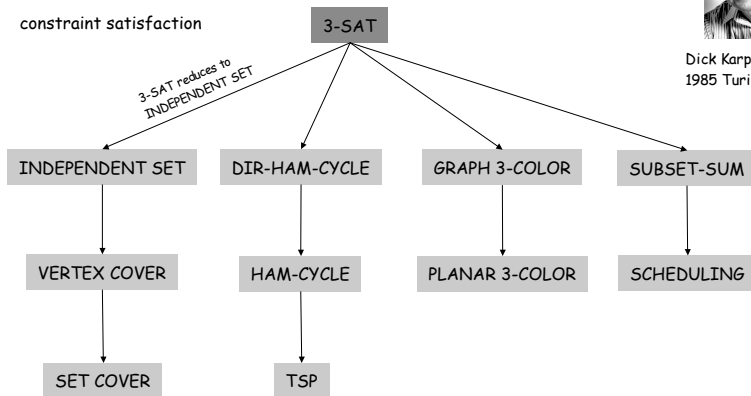 constraint satisfaction
3-SAT
Dick Karp
1985 Turi
3-SAT reduces to
INDEPENDENT SET
INDEPENDENT SET
DIR-HAM-CYCLE
GRAPH 3-COLOR
SUBSET-SUM
VERTEX COVER
HAM-CYCLE
PLANAR 3-COLOR
SCHEDULING
SET COVER
TSP